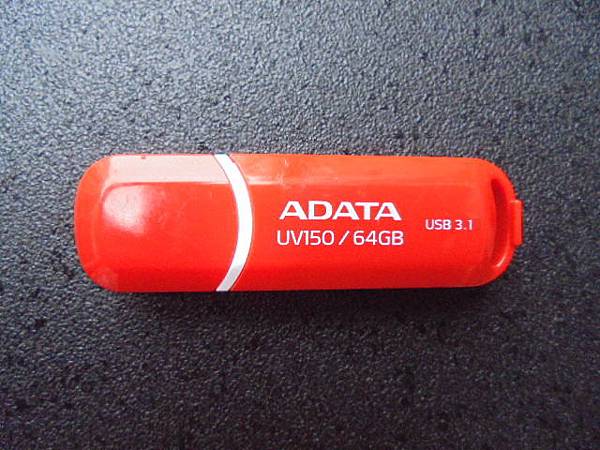 ADATA
UV150 / 64GB
USB 3.1